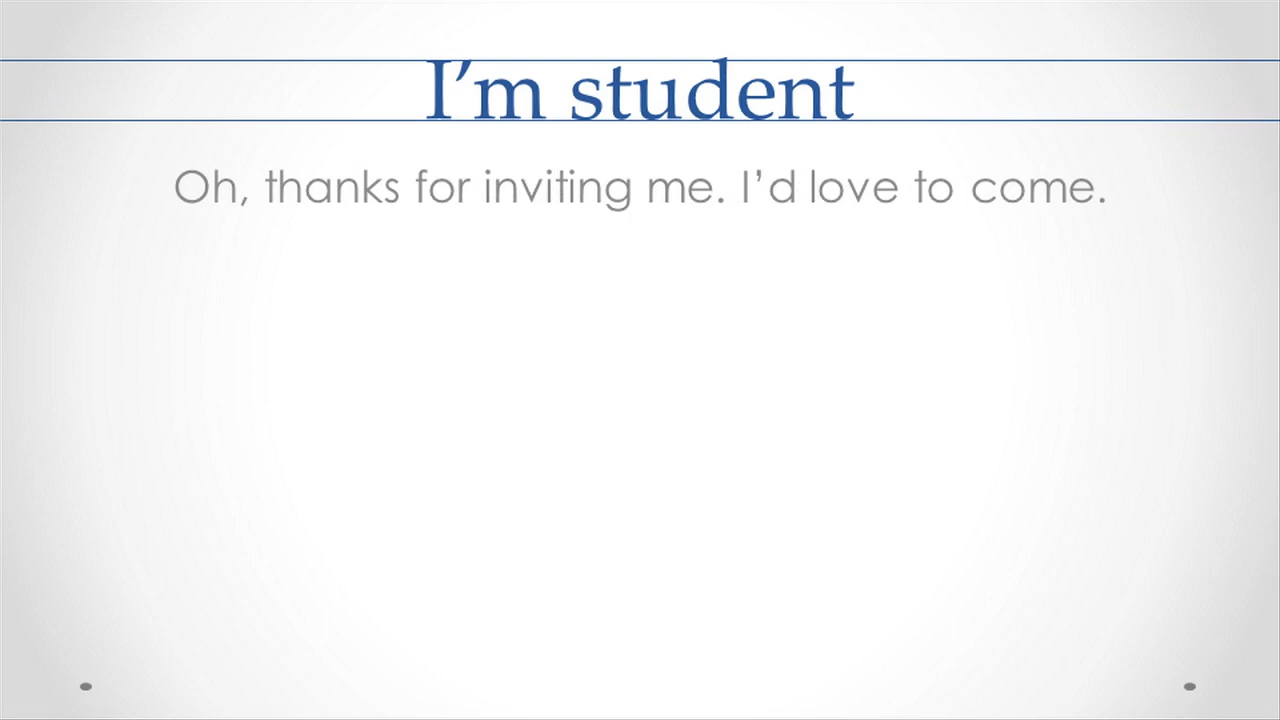 I’m student
Oh, thanks for inviting me. I’d love to come.